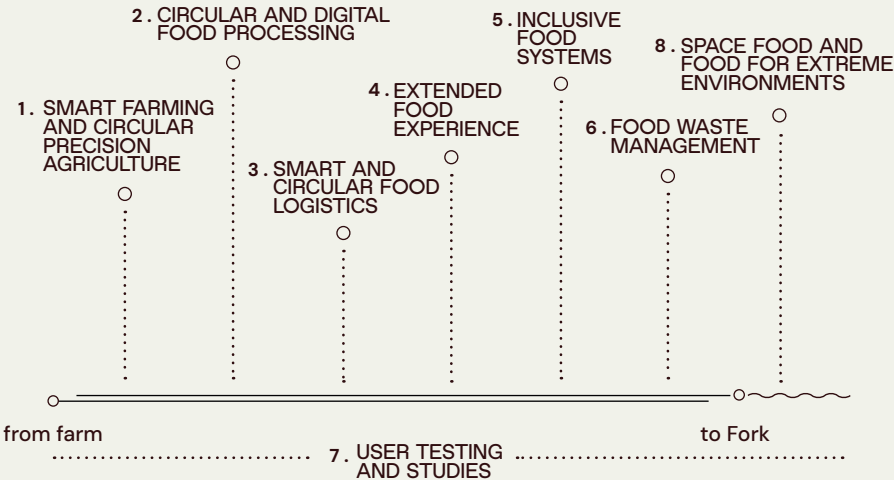 1. SMART FARMING
AND CIRCULAR
PRECISION
AGRICULTURE
2. CIRCULAR AND DIGITAL
FOOD PROCESSING
3. SMART AND
CIRCULAR FOOD
LOGISTICS
4. EXTENDED
FOOD
EXPERIENCE
5. INCLUSIVE
FOOD
SYSTEMS
6. FOOD WASTE
MANAGEMENT
8. SPACE FOOD AND
FOOD FOR EXTREME
ENVIRONMENTS
from farm
to Fork
7. USER TESTING
AND STUDIES